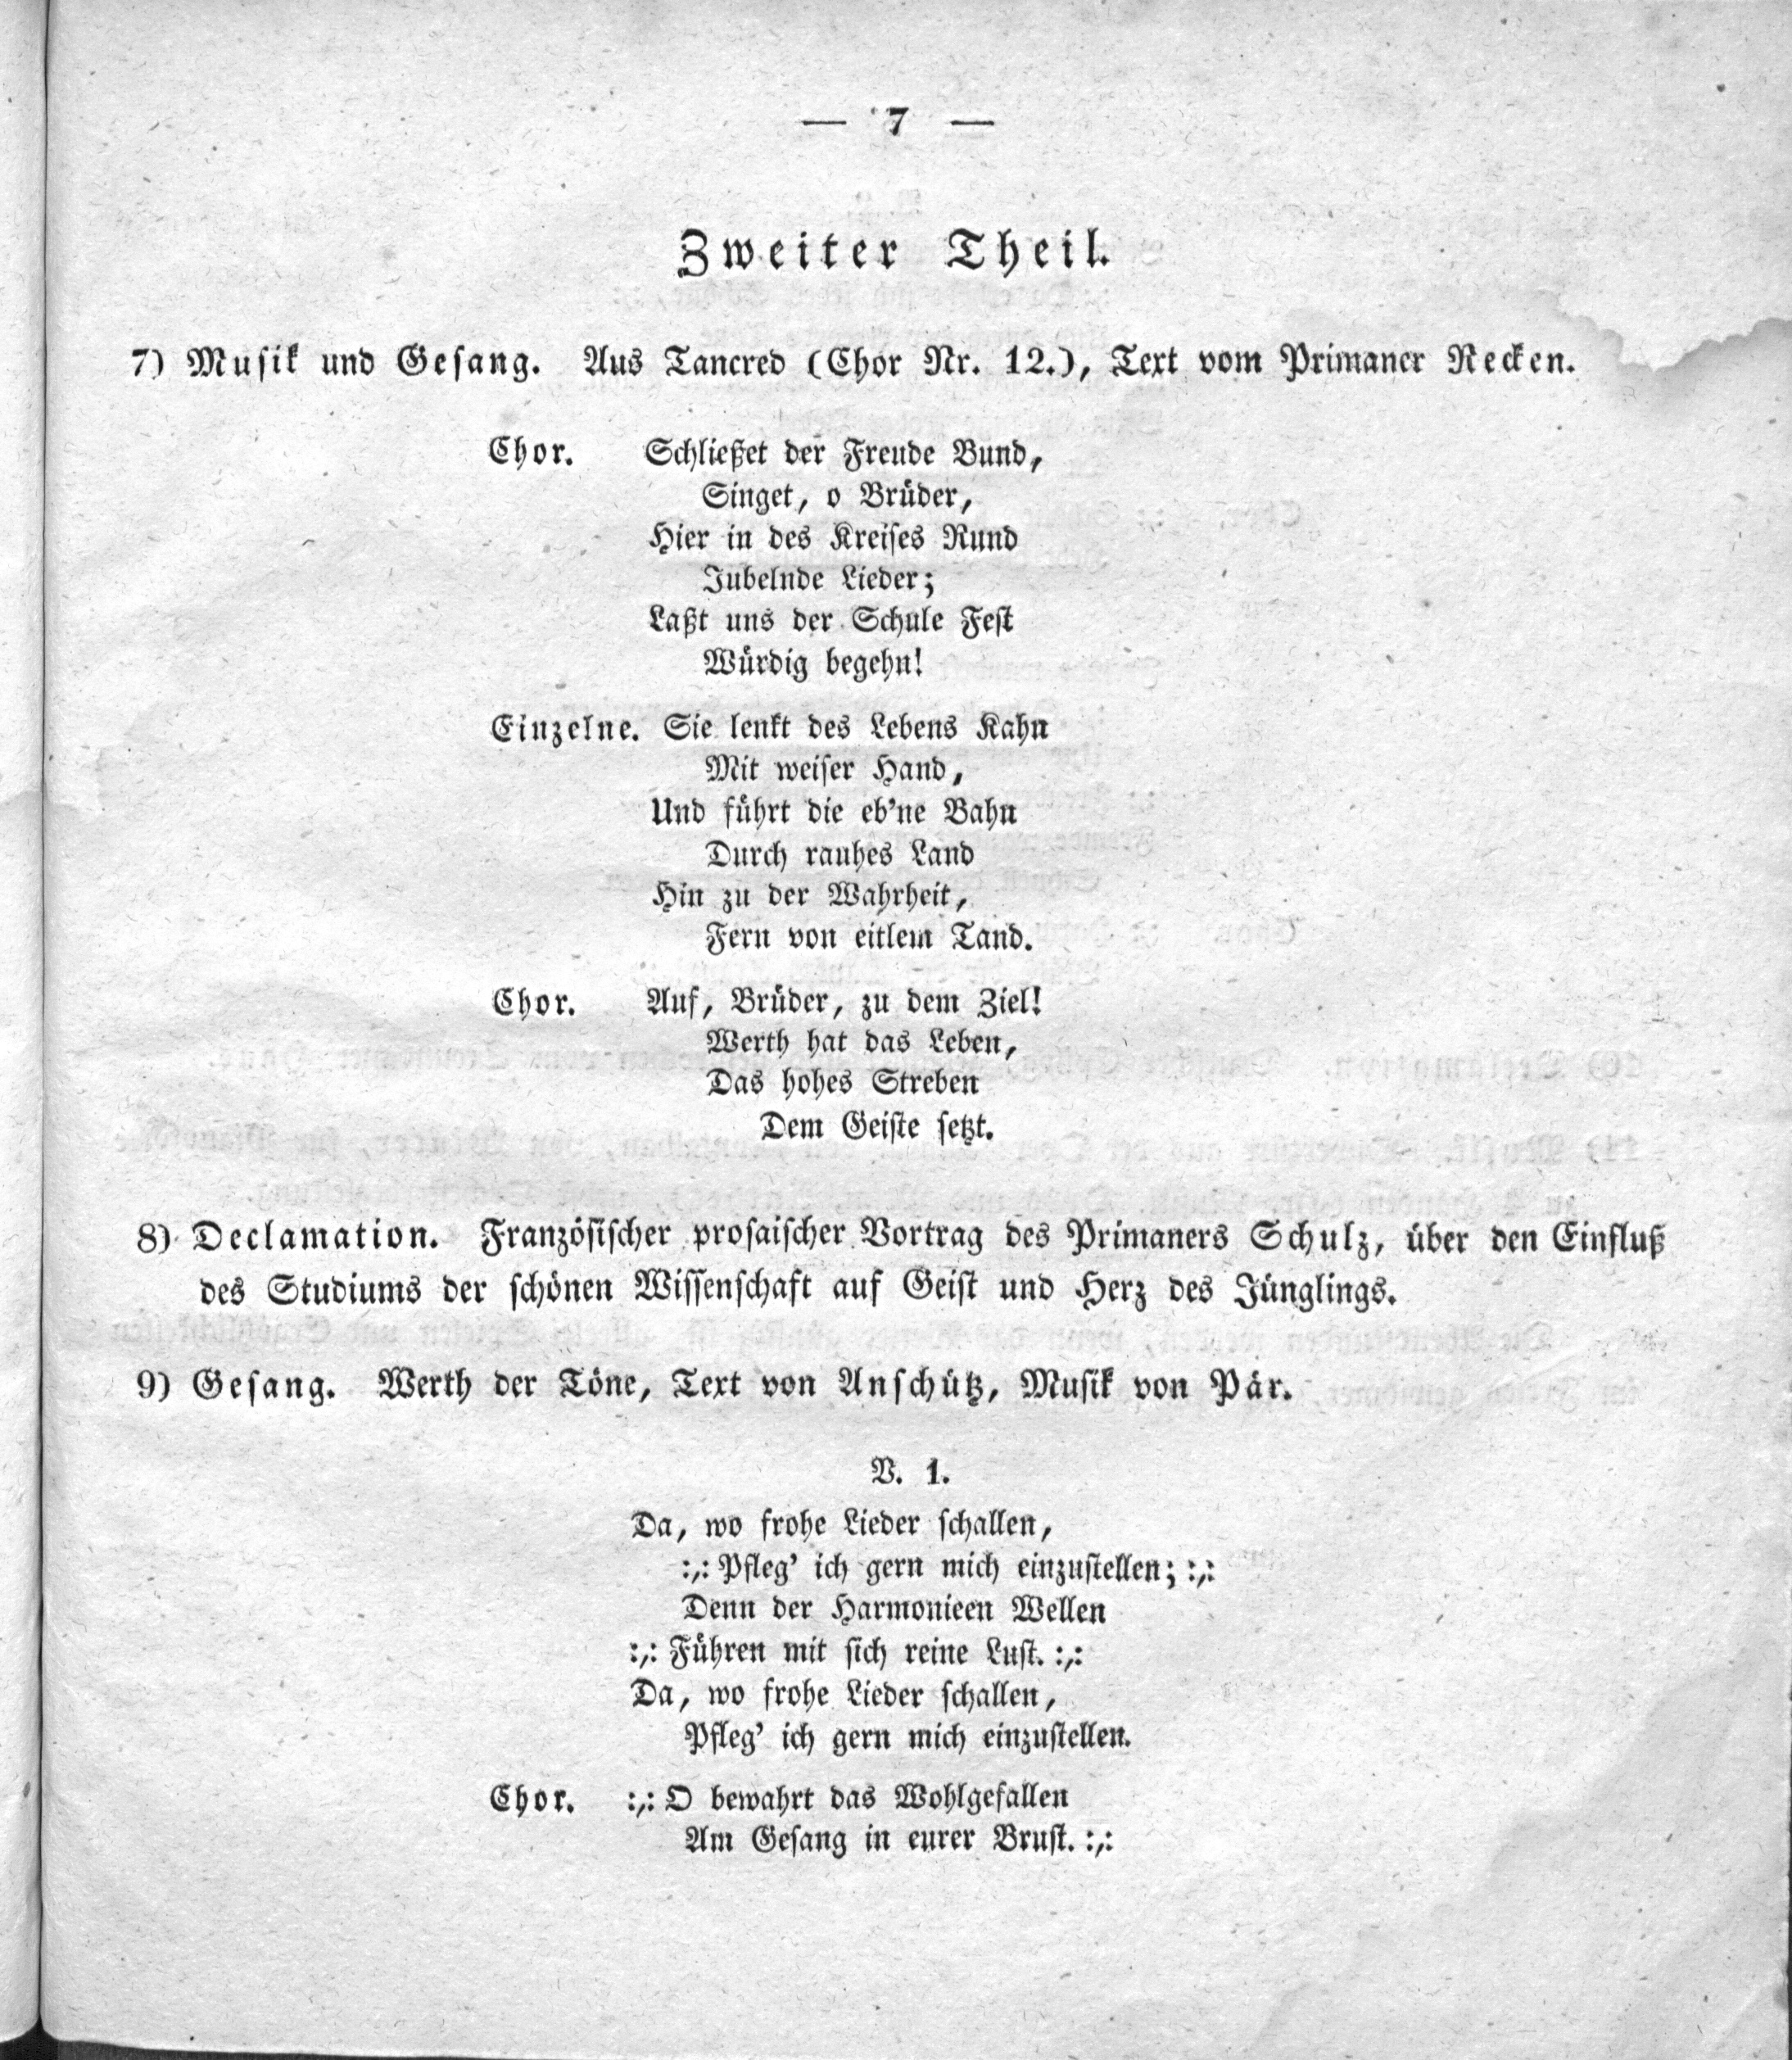 — 7 —
Zweiter Theil.
7) Musik und Gesang. Aus Tancred (Chor Nr. 12.), Text vom Primaner Recken.
Chor. Schließet der Freude Bund,
Singet, o Brüder,
Hier in des Kreises Rund
Jubelnde Lieder;
Laßt uns der Schule Fest
Würdig begehn!
Einzelne. Sie lenkt des Lebens Kahn
Mit weiser Hand,
Und führt die eb'ne Bahn
Durch rauhes Land
Hin zu der Wahrheit,
Fern von eitlem Tand.
Chor. Auf, Brüder, zu dem Ziel!
Werth hat das Leben,
Das hohes Streben
Dem Geiste setzt.
8) Declamation. Französischer prosaischer Vortrag des Primaners Schulz, über den Einfluß
des Studiums der schönen Wissenschaft auf Geist und Herz des Jünglings.
9) Gesang. Werth der Töne, Text von Anschütz, Musik von Pär.
V. 1.
Da, wo frohe Lieder schallen,
:,: Pfleg' ich gern mich einzustellen; :,:
Denn der Harmonieen Wellen
:,: Führen mit sich reine Lust. :,:
Da, wo frohe Lieder schallen,
Pfleg' ich gern mich einzustellen.
Chor. :,: O bewahrt das Wohlgefallen
Am Gesang in eurer Brust. :,: